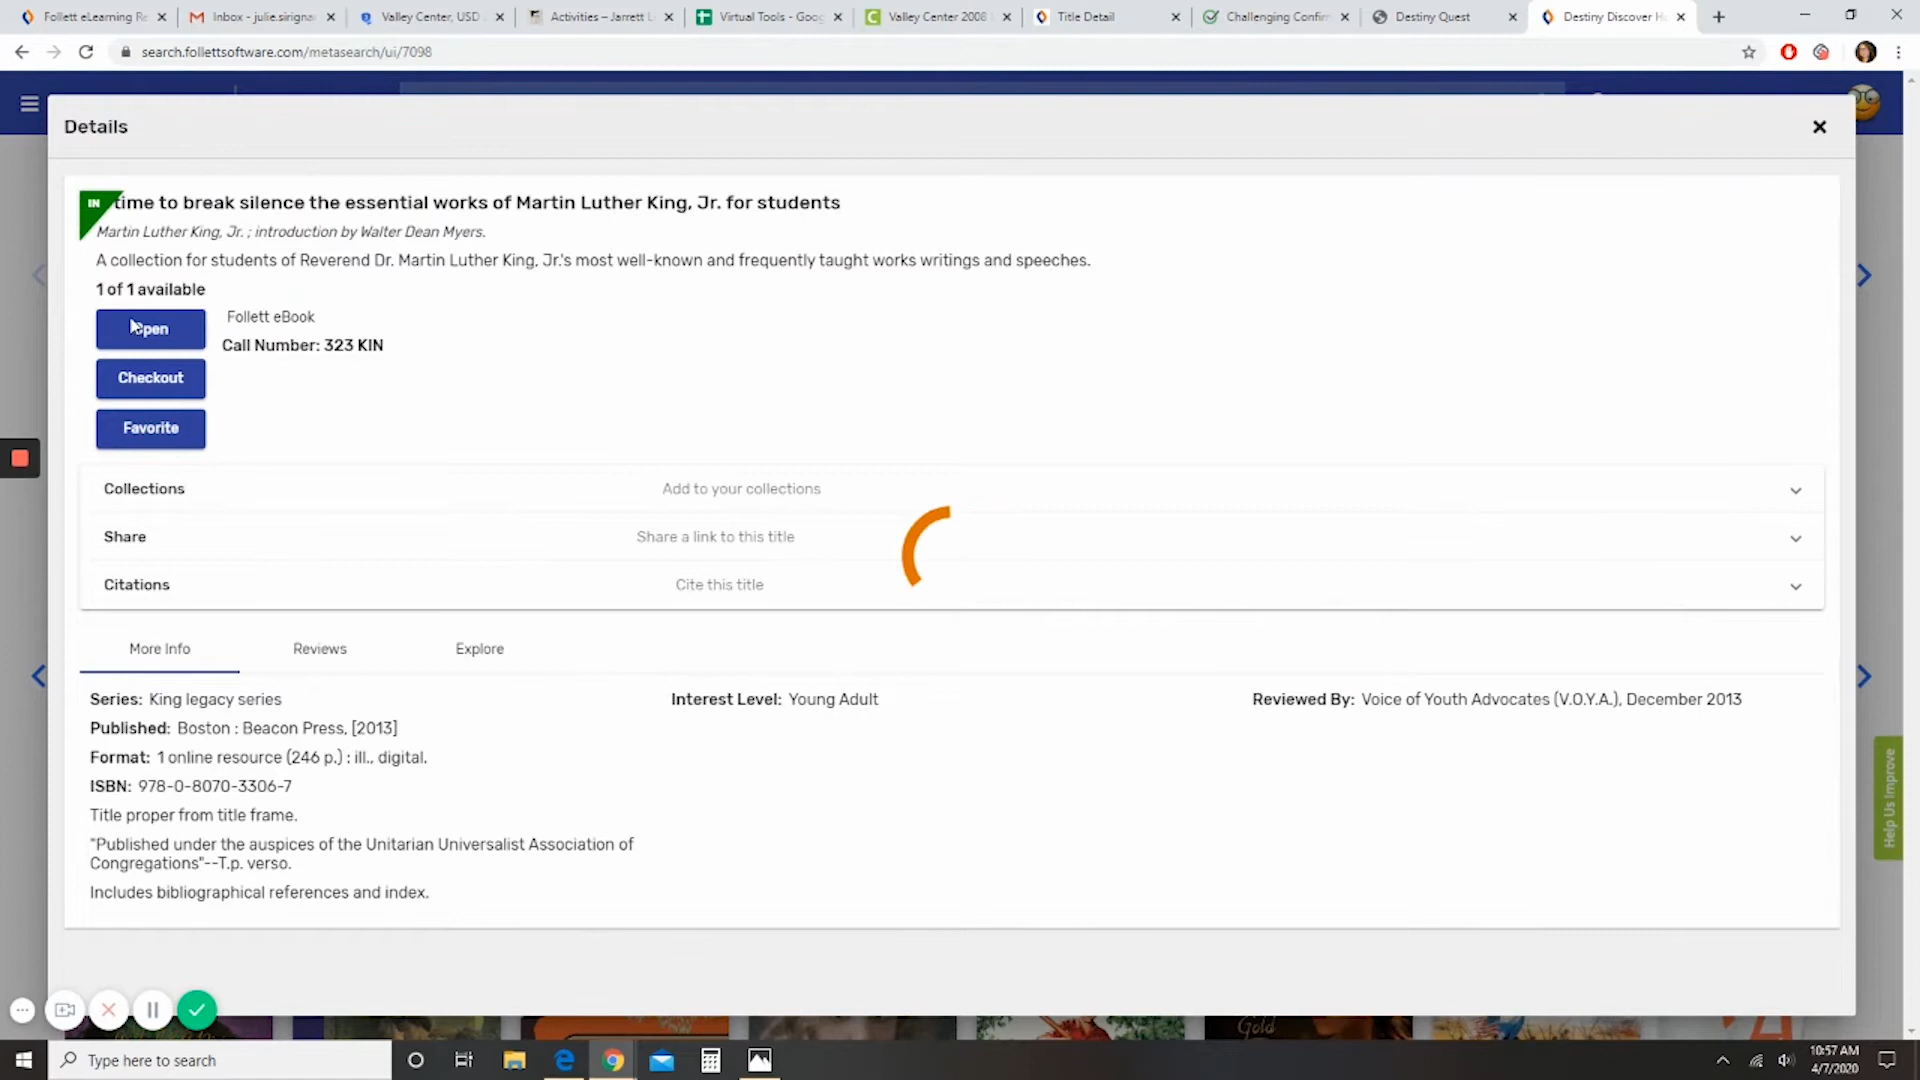 Follett eLearning Re
Inbox - julie.sirignar
Valley Center, USD
Activities – Jarrett L
Virtual Tools - Goog
Valley Center 2008
Title Detail
Challenging Confir
Destiny Quest
Destiny Discover H
search.follettsoftware.com/metasearch/ui/7098
Details
IN
time to break silence the essential works of Martin Luther King, Jr. for students
Martin Luther King, Jr. ; introduction by Walter Dean Myers.
A collection for students of Reverend Dr. Martin Luther King, Jr.'s most well-known and frequently taught works writings and speeches.
1 of 1 available
Open
Follett eBook
Call Number: 323 KIN
Checkout
Favorite
Collections
Add to your collections
Share
Share a link to this title
Citations
Cite this title
More Info
Reviews
Explore
Series: King legacy series
Interest Level: Young Adult
Reviewed By: Voice of Youth Advocates (V.O.Y.A.), December 2013
Published: Boston : Beacon Press, [2013]
Format: 1 online resource (246 p.) : ill., digital.
ISBN: 978-0-8070-3306-7
Title proper from title frame.
"Published under the auspices of the Unitarian Universalist Association of
Congregations"--T.p. verso.
Includes bibliographical references and index.
Help Us Improve
Gold
Type here to search
10:57 AM
4/7/2020